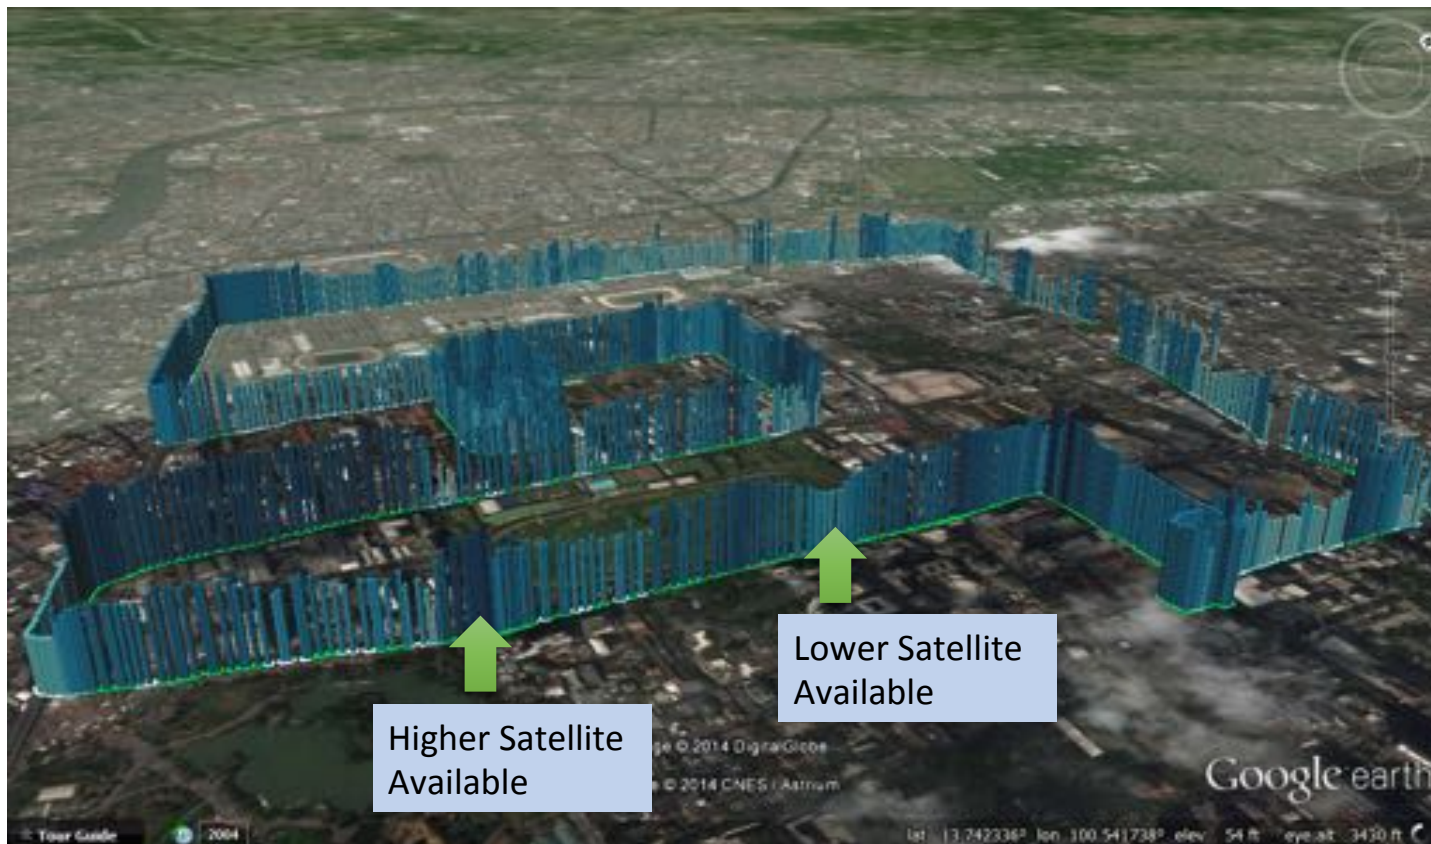 Lower Satellite
Available
Higher Satellite
Available
ge © 2014 DigitalGlobe
© 2014 CNES / Astrium
Google earth
Tour Guide
2004
lat 13.742336° lon 100.541738° elev 54 ft eye alt 3430 ft